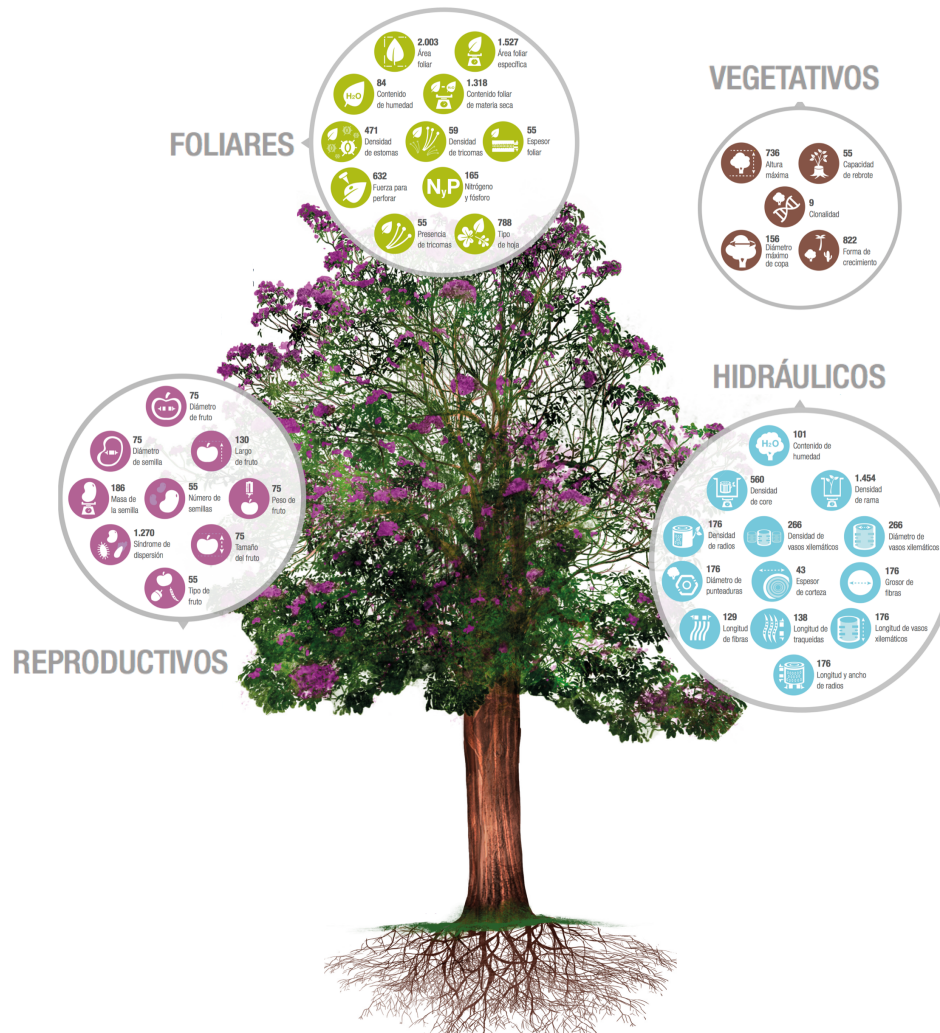 FOLIARES
2.003
Área
foliar
1.527
Área foliar
específica
H₂O
84
Contenido
de humedad
1.318
Contenido foliar
de materia seca
471
Densidad
de estomas
59
Densidad
de tricomas
55
Espesor
foliar
632
Fuerza para
perforar
NyP
165
Nitrógeno
y fósforo
55
Presencia
de tricomas
788
Tipo
de hoja
VEGETATIVOS
736
Altura
máxima
55
Capacidad
de rebrote
9
Clonalidad
156
Diámetro
máximo
de copa
822
Forma de
crecimiento
HIDRÁULICOS
H₂O
101
Contenido de
humedad
560
Densidad
de core
1.454
Densidad
de rama
176
Densidad
de radios
266
Densidad de
vasos xilemáticos
266
Diámetro de
vasos xilemáticos
176
Diámetro de
punteaduras
43
Espesor
de corteza
176
Grosor de
fibras
129
Longitud
de fibras
138
Longitud de
traqueidas
176
Longitud de vasos
xilemáticos
176
Longitud y ancho
de radios
75
Diámetro
de fruto
75
Diámetro
de semilla
130
Largo
de fruto
186
Masa de
la semilla
55
Número de
semillas
75
Peso de
fruto
1.270
Síndrome de
dispersión
75
Tamaño
del fruto
55
Tipo de
fruto
REPRODUCTIVOS